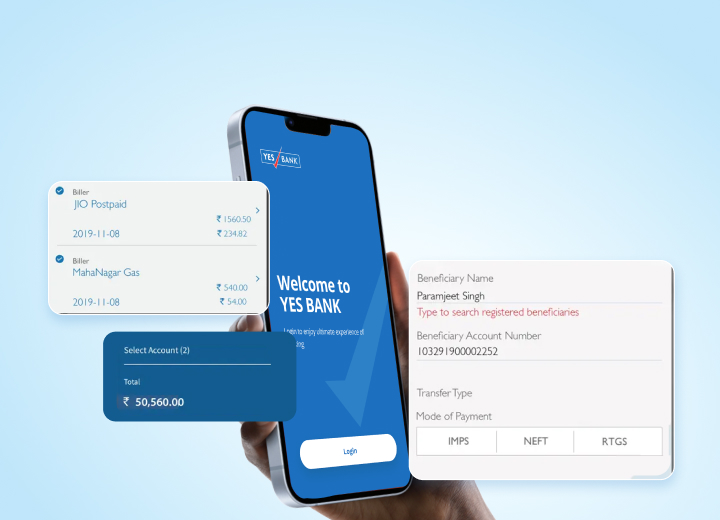 YES BANK
Biller
JIO Postpaid
₹ 1560.50
2019-11-08
₹ 234.82
Biller
MahaNagar Gas
₹ 540.00
2019-11-08
₹ 54.00
Welcome to
YES BANK
Login to enjoy ultimate experience of
Select Account (2)
Total
₹ 50,560.00
Login
Beneficiary Name
Paramjeet Singh
Type to search registered beneficiaries
Beneficiary Account Number
103291900002252
Transfer Type
Mode of Payment
IMPS NEFT RTGS